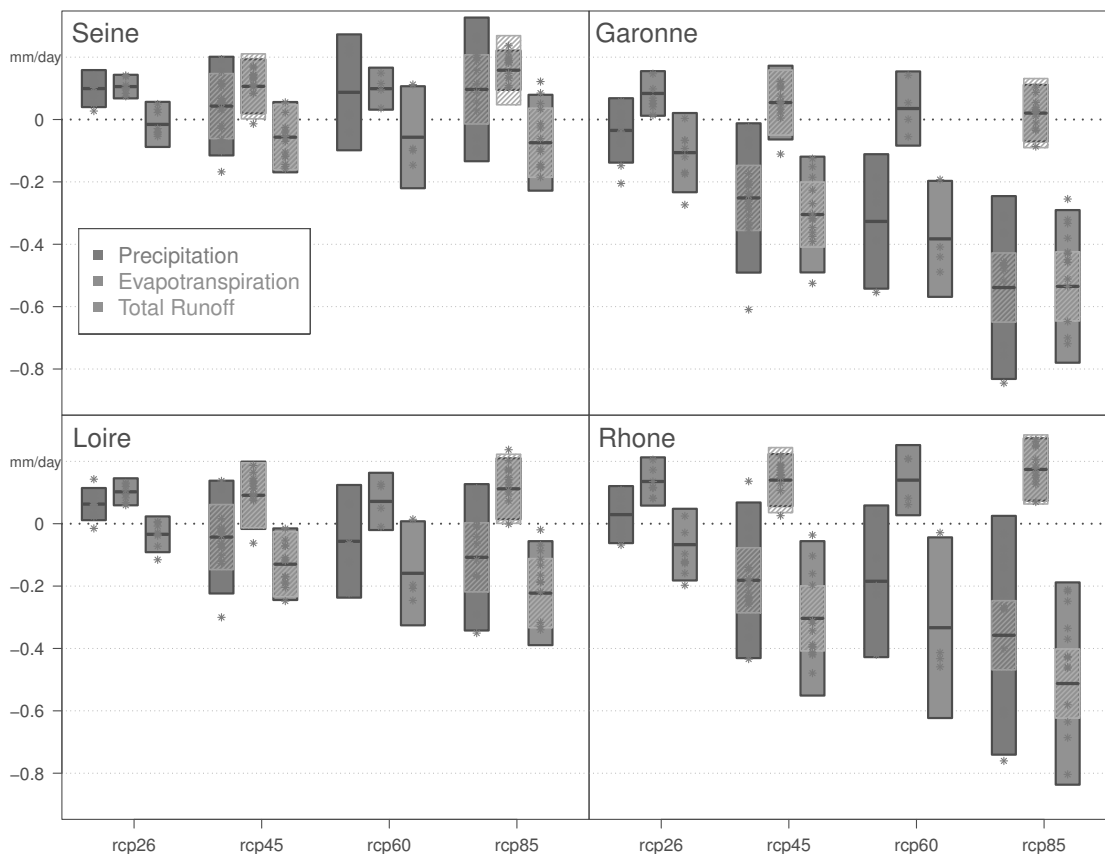 Seine
Garonne
mm/day
0
−0.2
−0.4
−0.6
−0.8
Precipitation
Evapotranspiration
Total Runoff
Loire
Rhone
mm/day
0
−0.2
−0.4
−0.6
−0.8
rcp26 rcp45 rcp60 rcp85 rcp26 rcp45 rcp60 rcp85